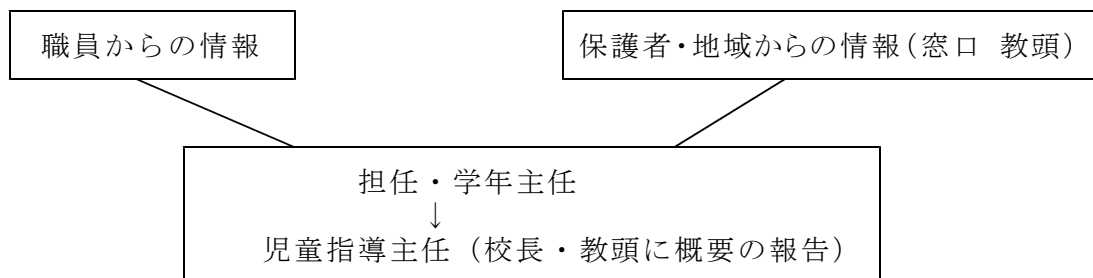 職員からの情報
保護者・地域からの情報(窓口 教頭)
担任・学年主任
↓
児童指導主任(校長・教頭に概要の報告)